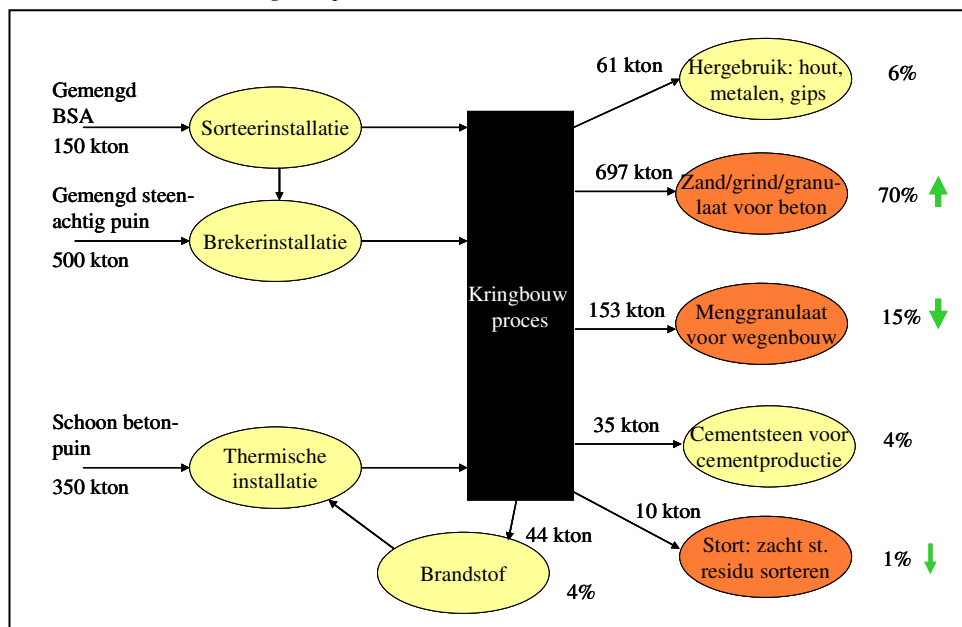 Gemengd
BSA
150 kton
Sorteerinstallatie
Gemengd steen-
achtig puin
500 kton
Brekerinstallatie
Schoon beton-
puin
350 kton
Thermische
installatie
Kringbouw
proces
44 kton
Brandstof
4%
61 kton
Hergebruik: hout,
metalen, gips
6%
697 kton
Zand/grind/granu-
laat voor beton
70%
153 kton
Menggranulaat
voor wegenbouw
15%
35 kton
Cementsteen voor
cementproductie
4%
10 kton
Stort: zacht st.
residu sorteren
1%